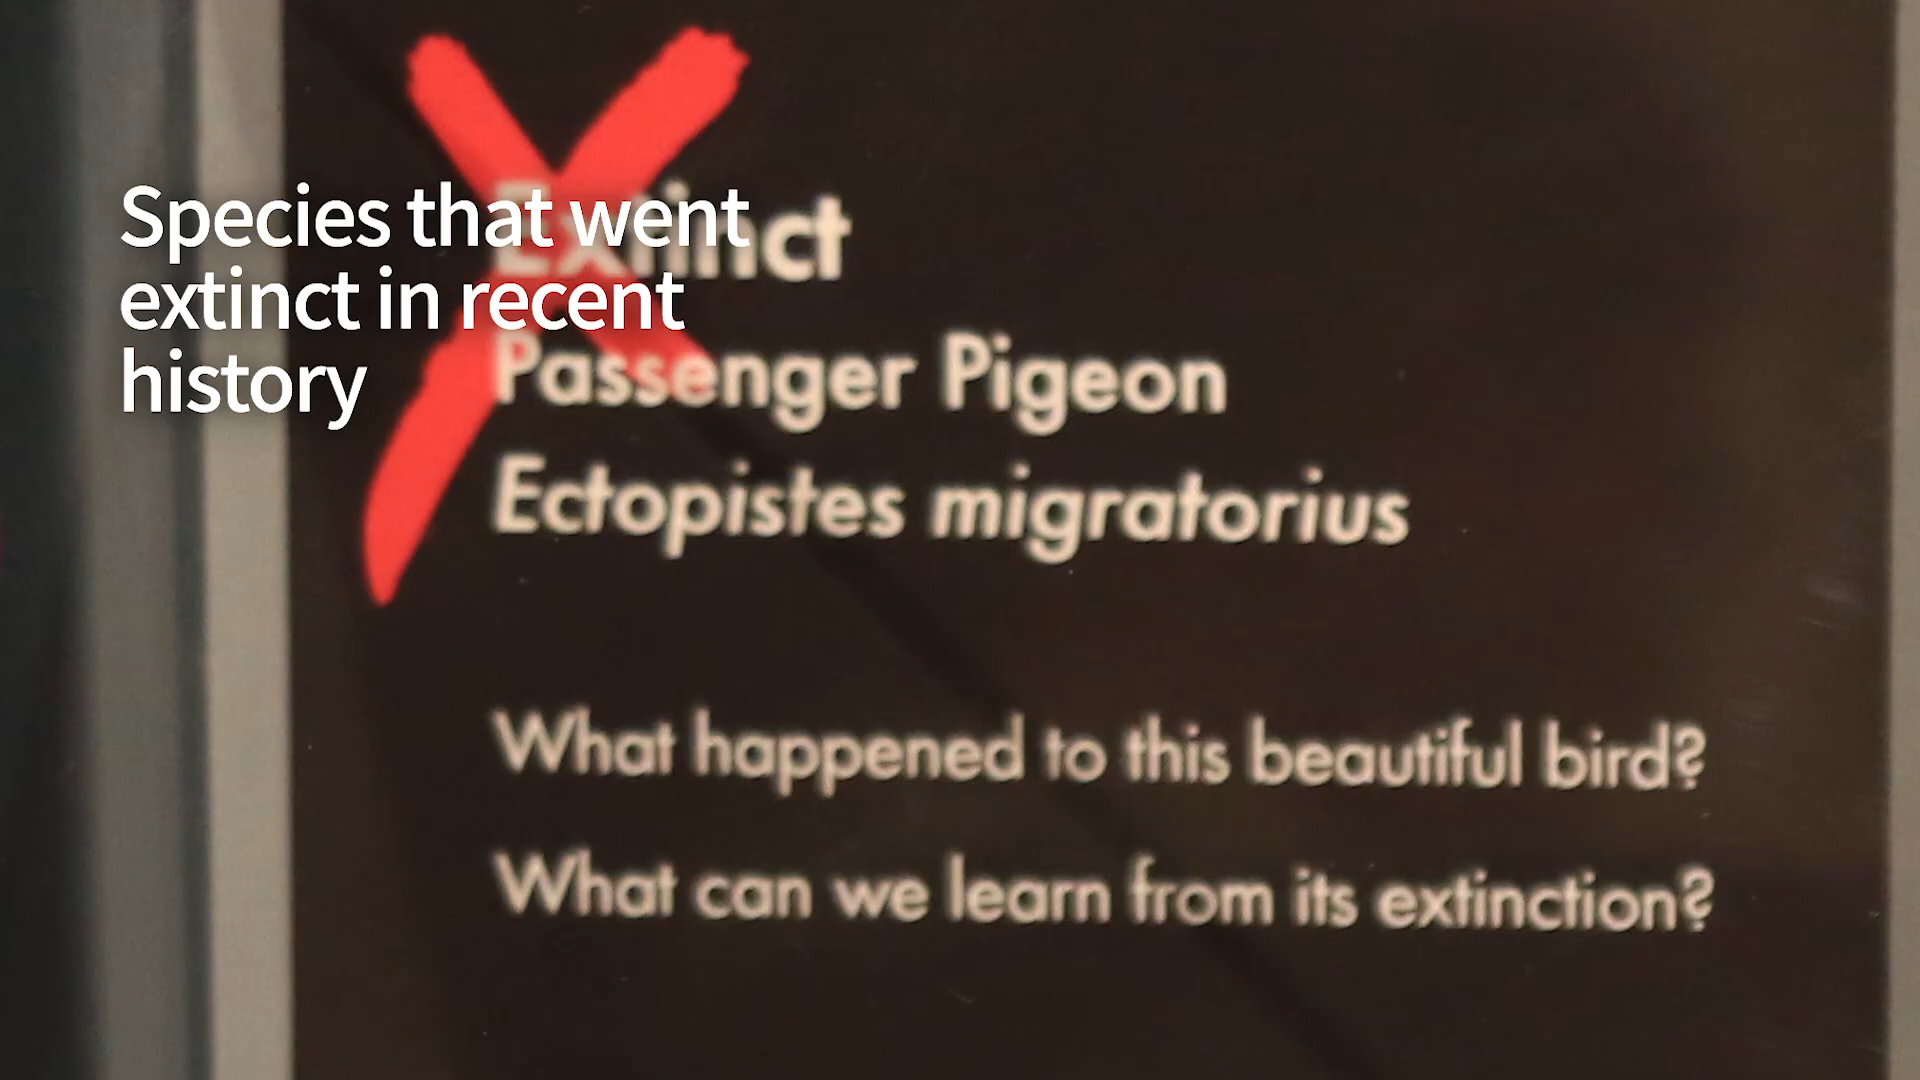 Species that went
extinct in recent
history
Extinct
Passenger Pigeon
Ectopistes migratorius
What happened to this beautiful bird?
What can we learn from its extinction?